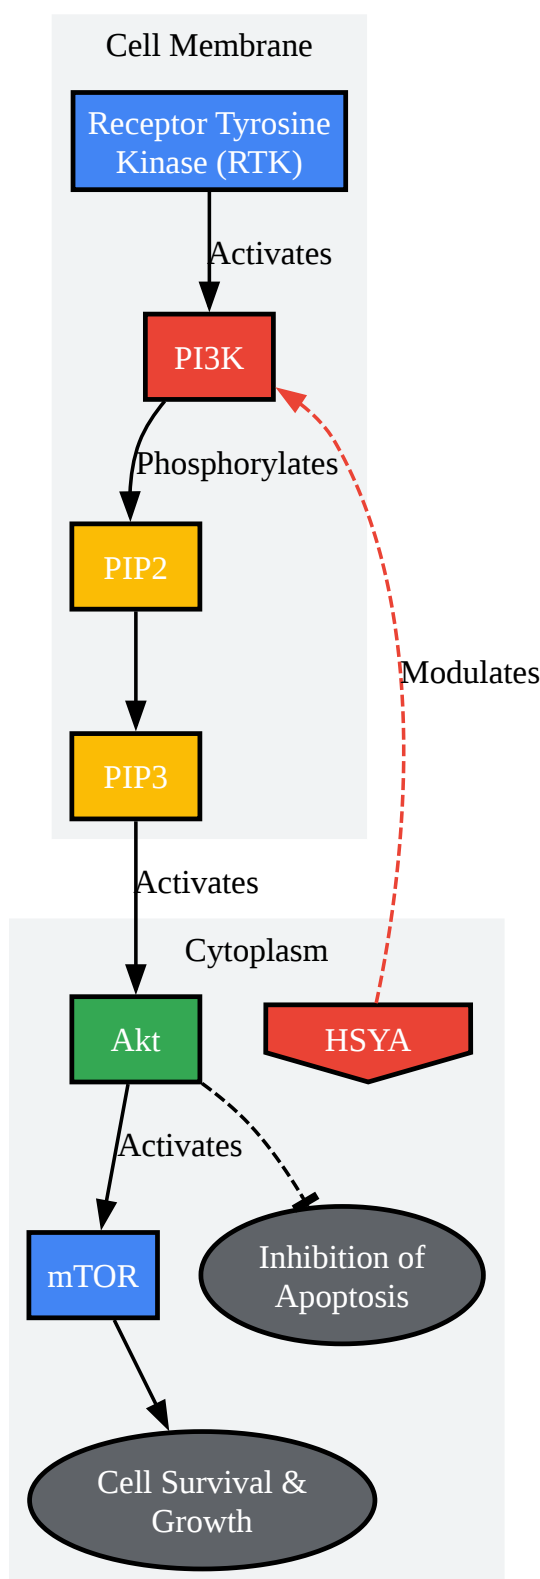 Cell Membrane
Receptor Tyrosine
Kinase (RTK)
Activates
PI3K
Phosphorylates
PIP2
Modulates
PIP3
Activates
Cytoplasm
Akt
HSYA
Activates
Inhibition of
Apoptosis
mTOR
Cell Survival &
Growth